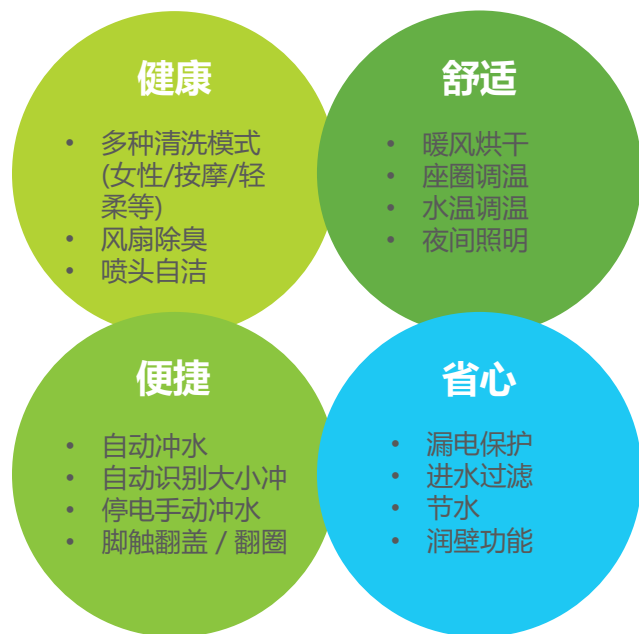 健康
• 多种清洗模式
(女性/按摩/轻
柔等)
• 风扇除臭
• 喷头自洁
舒适
• 暖风烘干
• 座圈调温
• 水温调温
• 夜间照明
便捷
• 自动冲水
• 自动识别大小冲
• 停电手动冲水
• 脚触翻盖 / 翻圈
省心
• 漏电保护
• 进水过滤
• 节水
• 润壁功能